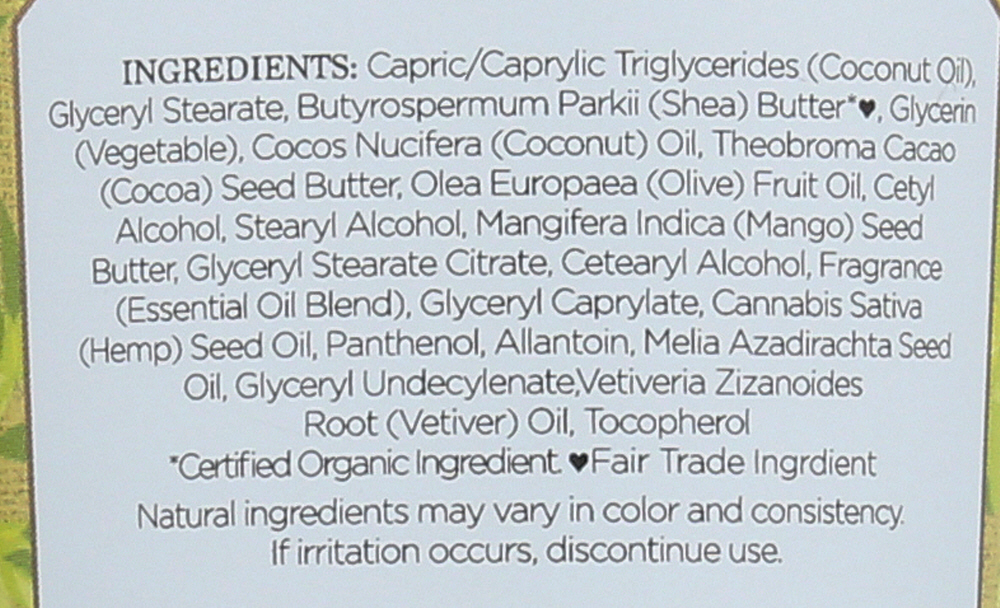 INGREDIENTS: Capric/Caprylic Triglycerides (Coconut Oil),
Glyceryl Stearate, Butyrospermum Parkii (Shea) Butter*♥, Glycerin
(Vegetable), Cocos Nucifera (Coconut) Oil, Theobroma Cacao
(Cocoa) Seed Butter, Olea Europaea (Olive) Fruit Oil, Cetyl
Alcohol, Stearyl Alcohol, Mangifera Indica (Mango) Seed
Butter, Glyceryl Stearate Citrate, Cetearyl Alcohol, Fragrance
(Essential Oil Blend), Glyceryl Caprylate, Cannabis Sativa
(Hemp) Seed Oil, Panthenol, Allantoin, Melia Azadirachta Seed
Oil, Glyceryl Undecylenate,Vetiveria Zizanoides
Root (Vetiver) Oil, Tocopherol
*Certified Organic Ingredient. ♥Fair Trade Ingrdient
Natural ingredients may vary in color and consistency.
If irritation occurs, discontinue use.